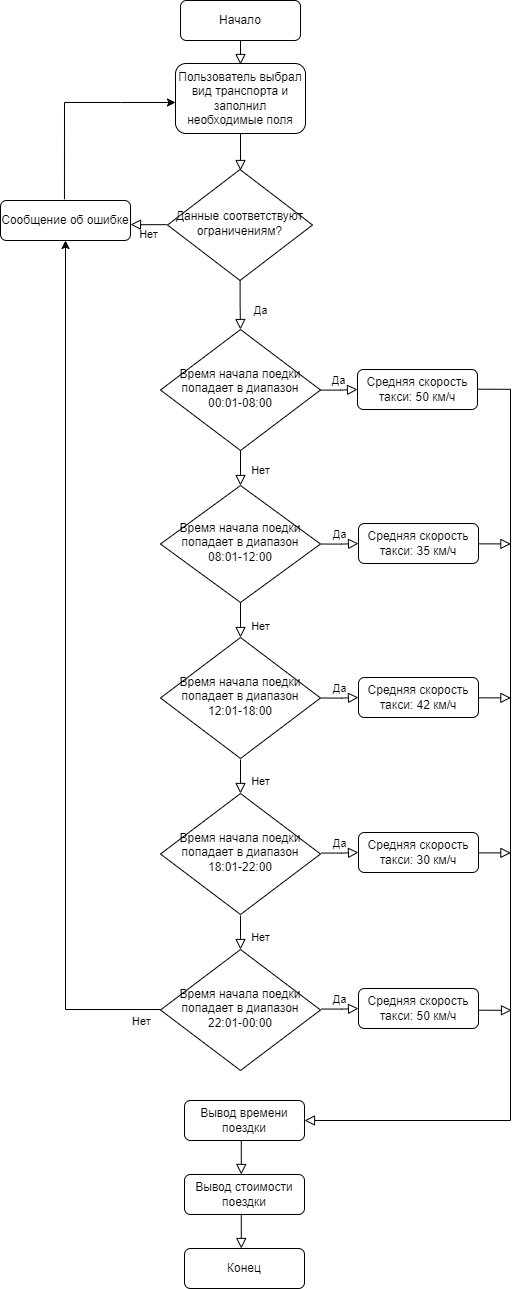 Начало
Пользователь выбрал
вид транспорта и
заполнил
необходимые поля
Данные соответствуют
ограничениям?
Нет
Сообщение об ошибке
Да
Время начала поедки
попадает в диапазон
00:01-08:00
Да
Средняя скорость
такси: 50 км/ч
Нет
Время начала поедки
попадает в диапазон
08:01-12:00
Да
Средняя скорость
такси: 35 км/ч
Нет
Время начала поедки
попадает в диапазон
12:01-18:00
Да
Средняя скорость
такси: 42 км/ч
Нет
Время начала поедки
попадает в диапазон
18:01-22:00
Да
Средняя скорость
такси: 30 км/ч
Нет
Время начала поедки
попадает в диапазон
22:01-00:00
Да
Средняя скорость
такси: 50 км/ч
Нет
Вывод времени
поездки
Вывод стоимости
поездки
Конец